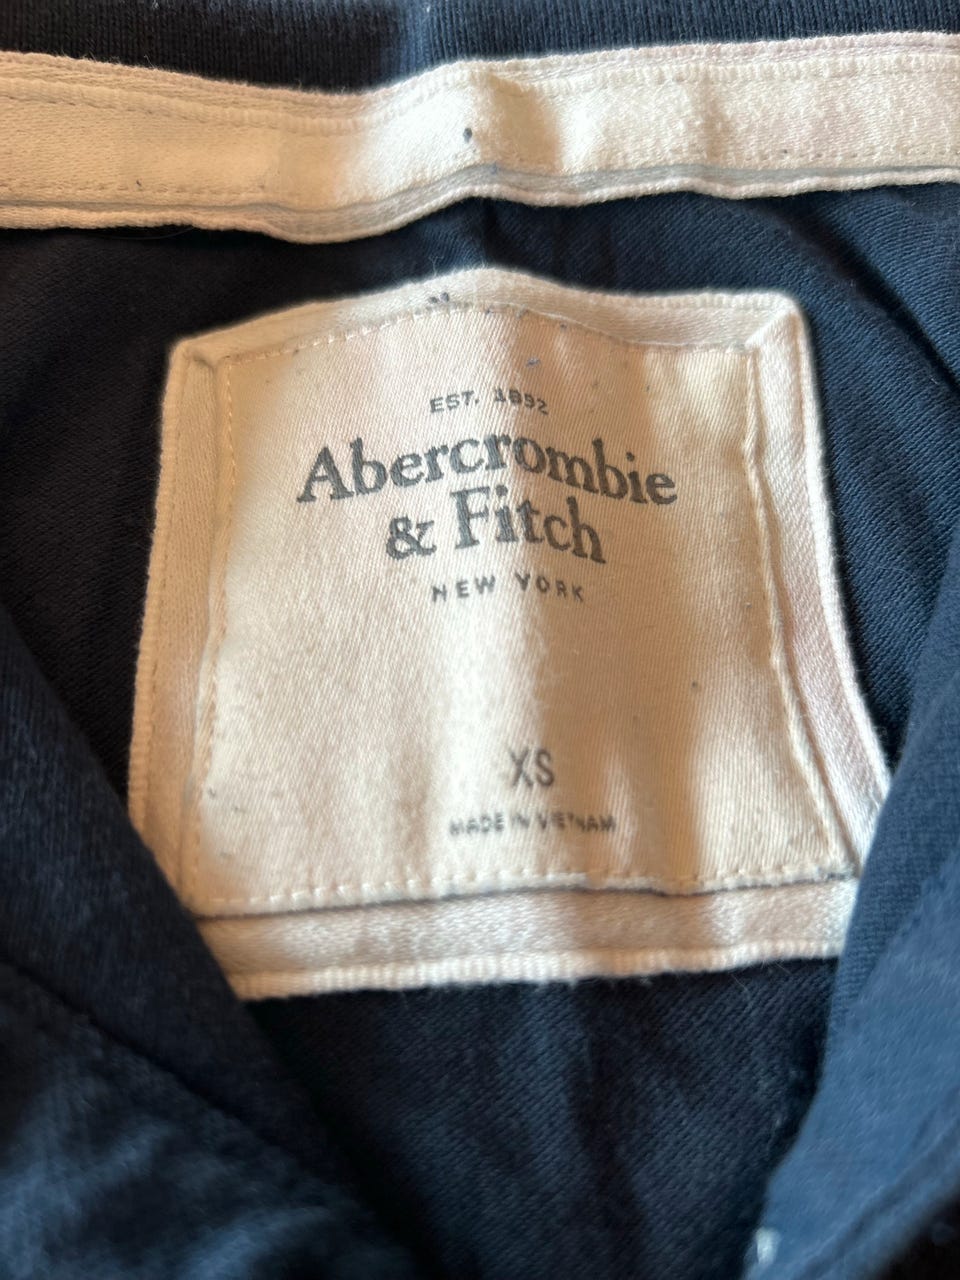 EST. 1892
Abercrombie
& Fitch
NEW YORK
XS
MADE IN VIETNAM